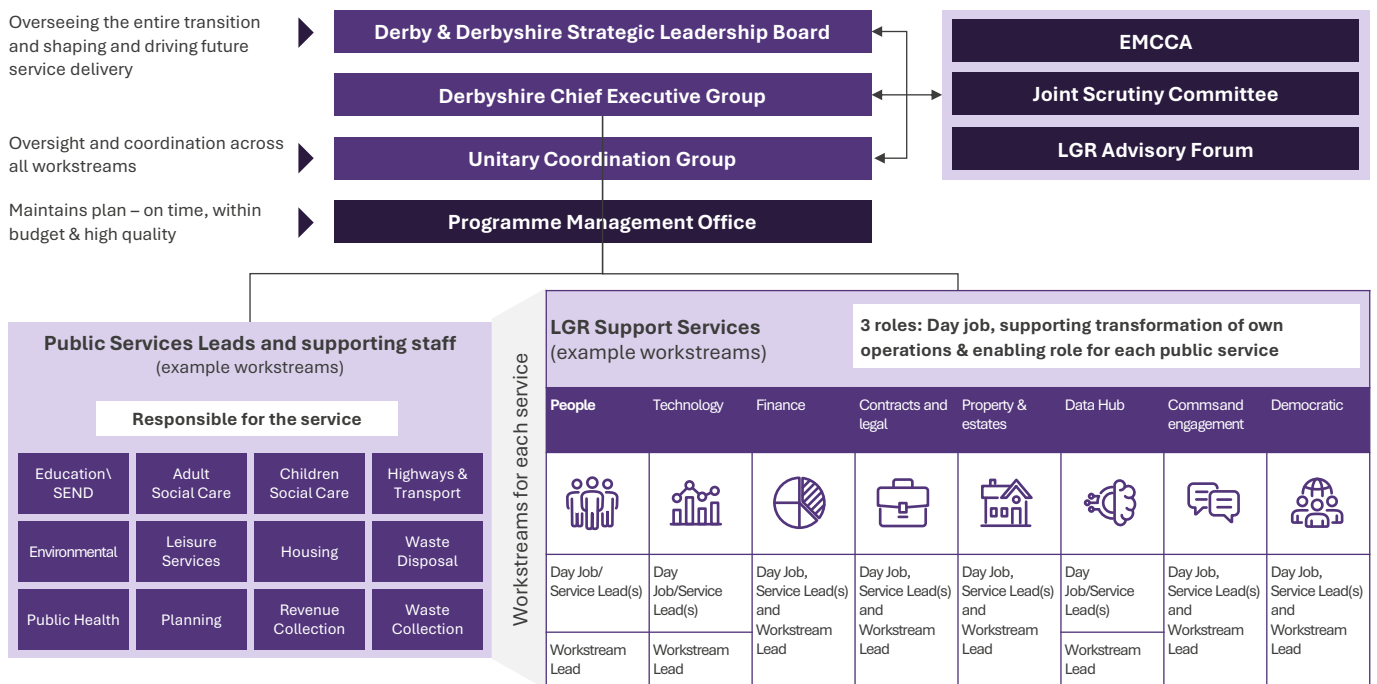 Overseeing the entire transition
and shaping and driving future
service delivery
Derby & Derbyshire Strategic Leadership Board
Derbyshire Chief Executive Group
Oversight and coordination across
all workstreams
Unitary Coordination Group
Maintains plan – on time, within
budget & high quality
Programme Management Office
EMCCA
Joint Scrutiny Committee
LGR Advisory Forum
Public Services Leads and supporting staff
(example workstreams)
Responsible for the service
Education\
SEND
Adult
Social Care
Children
Social Care
Highways &
Transport
Environmental
Leisure
Services
Housing
Waste
Disposal
Public Health
Planning
Revenue
Collection
Waste
Collection
Workstreams for each service
LGR Support Services
(example workstreams)
3 roles: Day job, supporting transformation of own
operations & enabling role for each public service
People
Technology
Finance
Contracts and
legal
Property &
estates
Data Hub
Commsand
engagement
Democratic
Day Job/
Service Lead(s)
Workstream
Lead
Day
Job/Service
Lead(s)
Workstream
Lead
Day Job,
Service Lead(s)
and
Workstream
Lead
Day Job,
Service Lead(s)
and
Workstream
Lead
Day Job,
Service Lead(s)
and
Workstream
Lead
Day
Job/Service
Lead(s)
Workstream
Lead
Day Job,
Service Lead(s)
and
Workstream
Lead
Day Job,
Service Lead(s)
and
Workstream
Lead